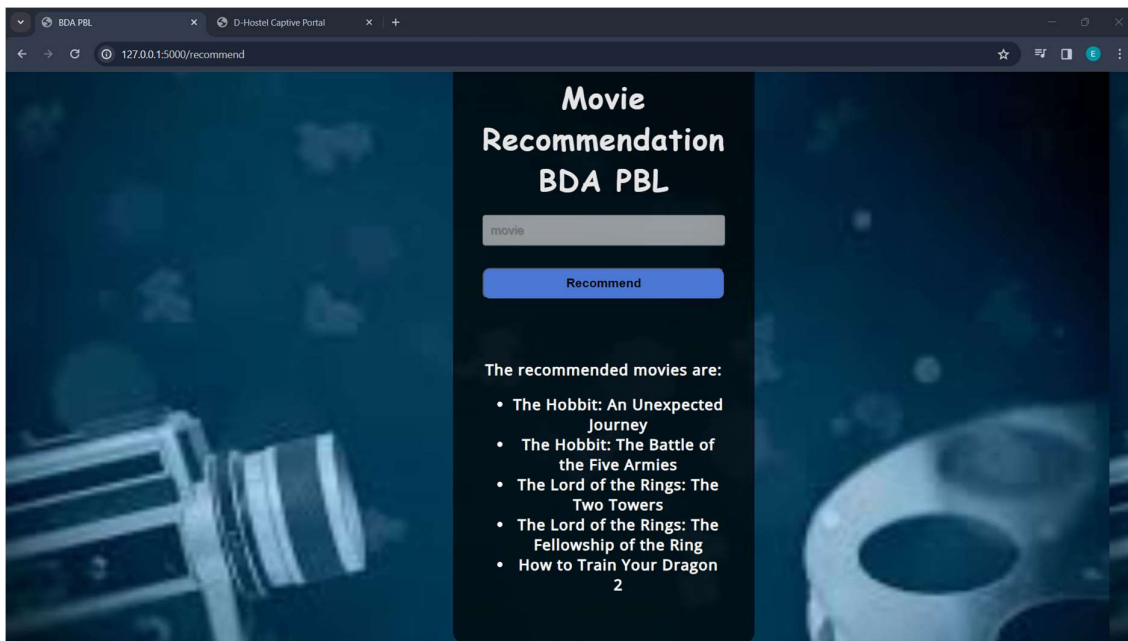 BDA PBL
D-Hostel Captive Portal
127.0.0.1:5000/recommend
E
Movie
Recommendation
BDA PBL
movie
Recommend
The recommended movies are:
• The Hobbit: An Unexpected
Journey
• The Hobbit: The Battle of
the Five Armies
• The Lord of the Rings: The
Two Towers
• The Lord of the Rings: The
Fellowship of the Ring
• How to Train Your Dragon
2